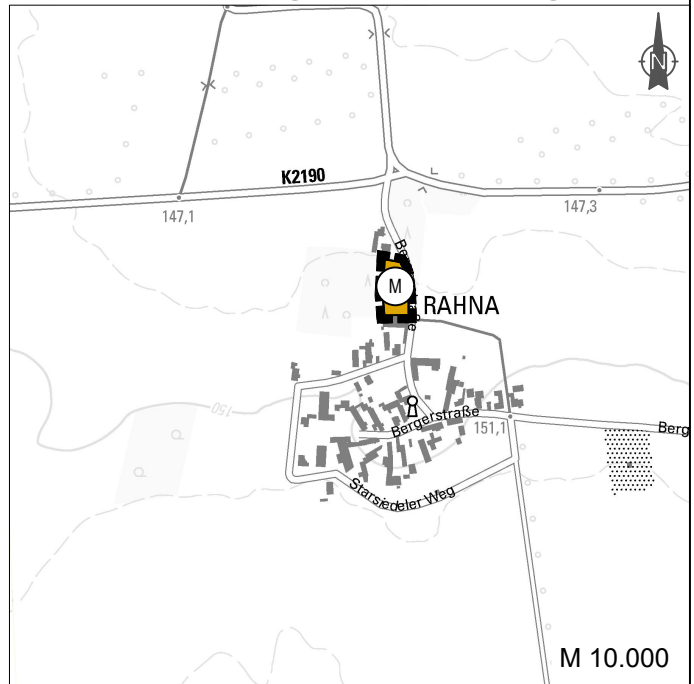 N
K2190
147,1
147,3
M
RAHNA
150
Bergerstraße
151,1
Berg
Starsiedeler Weg
M 10.000